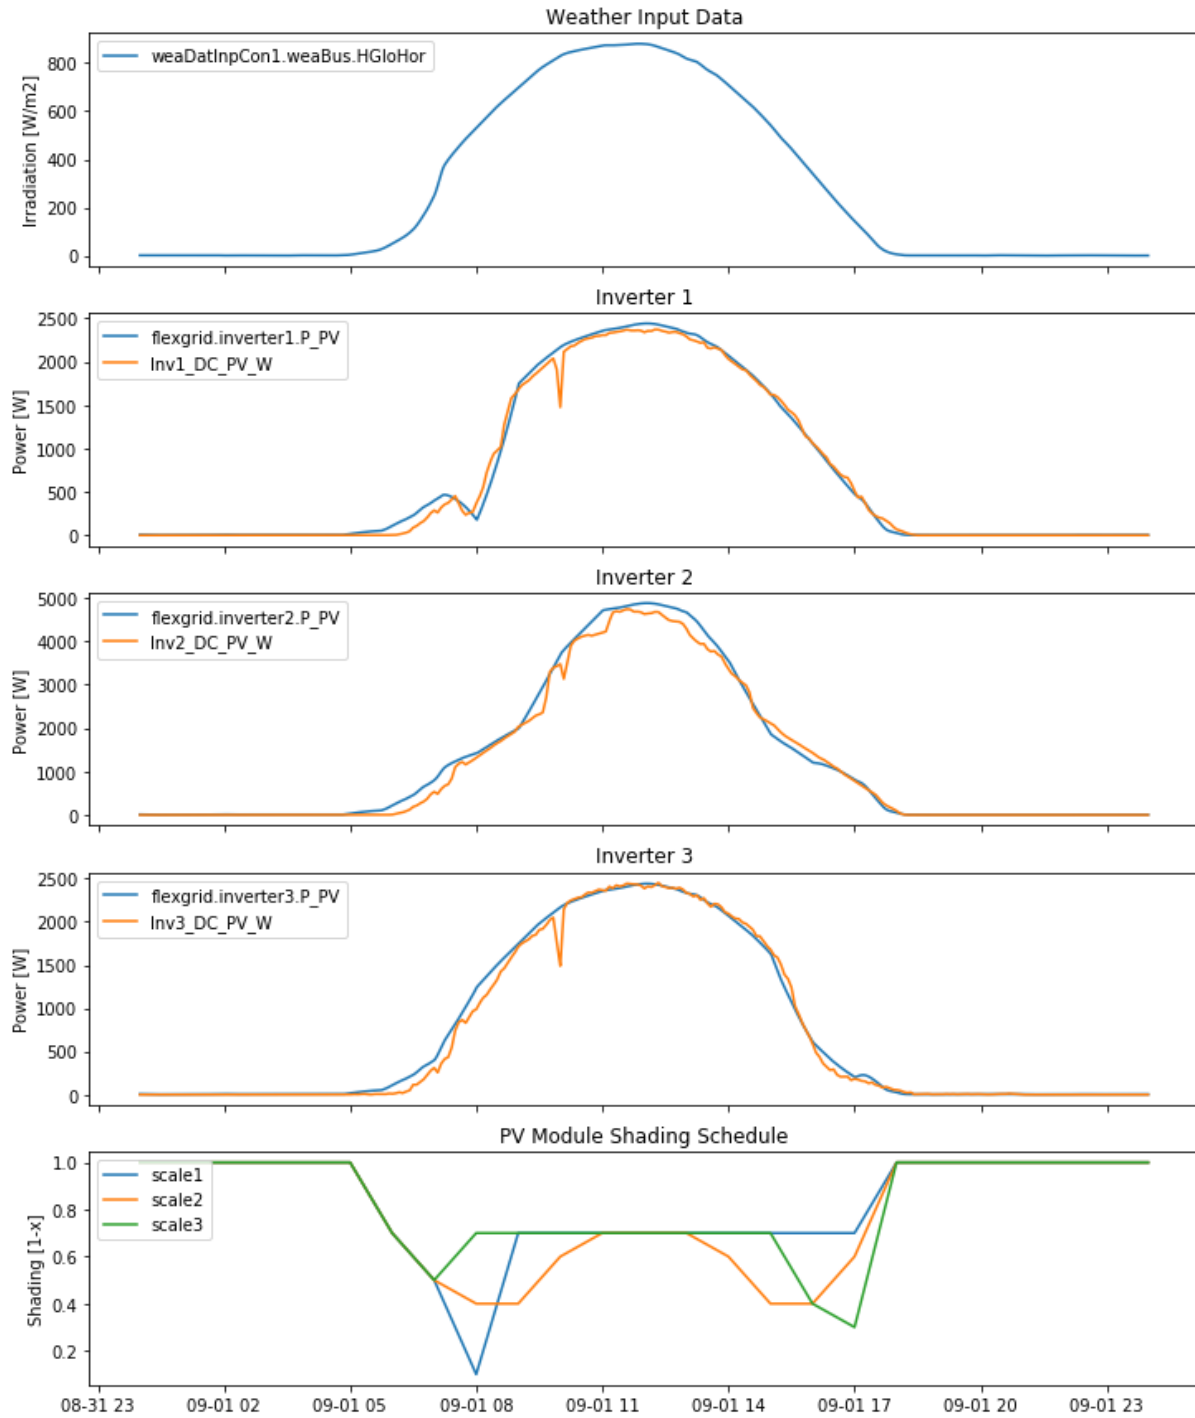 Weather Input Data
weaDatInpCon1.weaBus.HGloHor
Irradiation [W/m2]
800
600
400
200
0
Inverter 1
flexgrid.inverter1.P_PV
Inv1_DC_PV_W
Power [W]
2500
2000
1500
1000
500
0
Inverter 2
flexgrid.inverter2.P_PV
Inv2_DC_PV_W
Power [W]
5000
4000
3000
2000
1000
0
Inverter 3
flexgrid.inverter3.P_PV
Inv3_DC_PV_W
Power [W]
2500
2000
1500
1000
500
0
PV Module Shading Schedule
scale1
scale2
scale3
Shading [1-x]
1.0
0.8
0.6
0.4
0.2
08-31 23 09-01 02 09-01 05 09-01 08 09-01 11 09-01 14 09-01 17 09-01 20 09-01 23